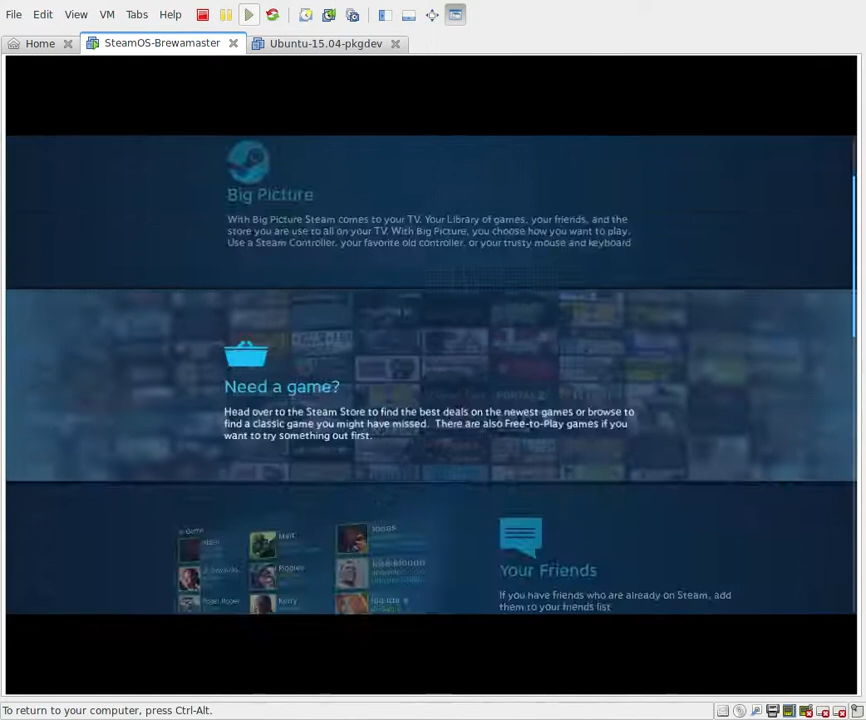 File Edit View VM Tabs Help
Home SteamOS-Brewamaster Ubuntu-15.04-pkgdev
Big Picture
With Big Picture Steam comes to your TV. Your Library of games, your friends, and the
store you are use to all on your TV. With Big Picture, you choose how you want to play.
Use a Steam Controller, your favorite old controller, or your trusty mouse and keyboard
Need a game?
Head over to the Steam Store to find the best deals on the newest games or browse to
find a classic game you might have missed. There are also Free-to-Play games if you
want to try something out first.
Your Friends
If you have friends who are already on Steam, add
them to your friends list
To return to your computer, press Ctrl-Alt.